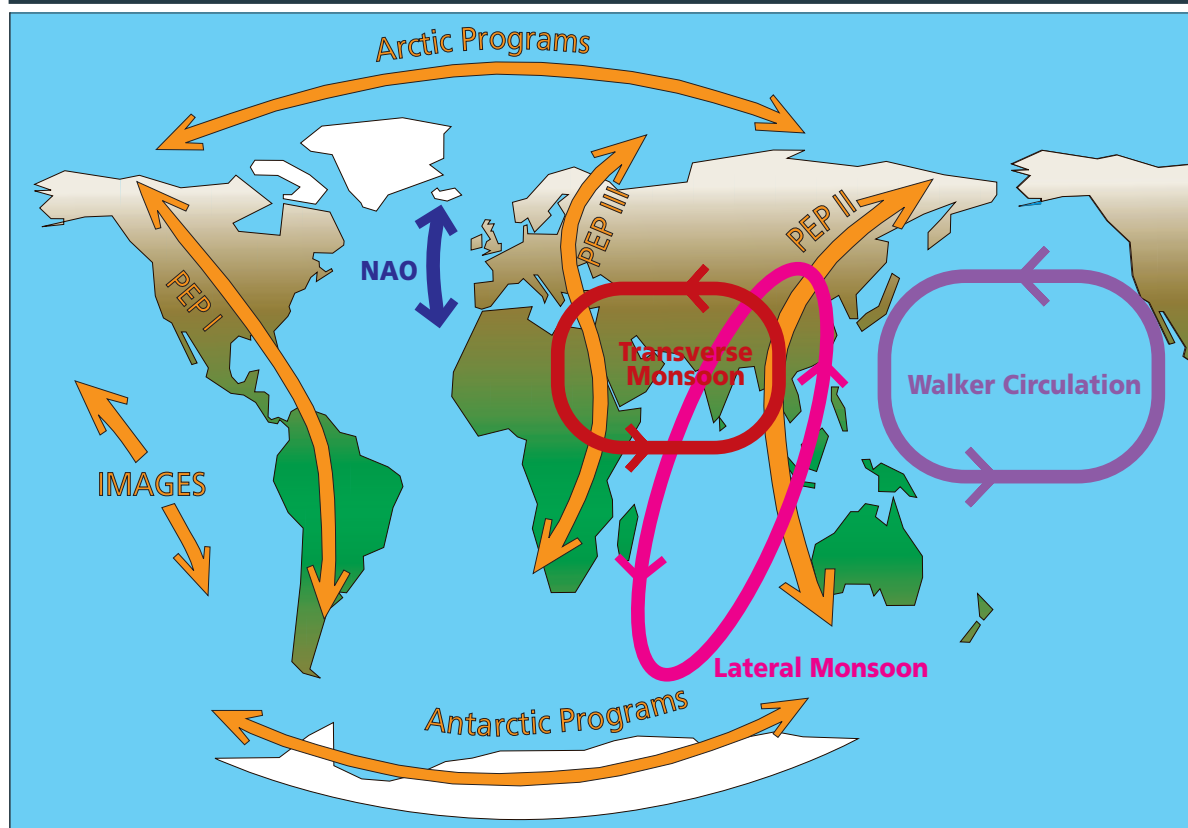 Arctic Programs
PEP III
PEP II
NAO
PEP I
Transverse
Monsoon
Walker Circulation
IMAGES
Lateral Monsoon
Antarctic Programs